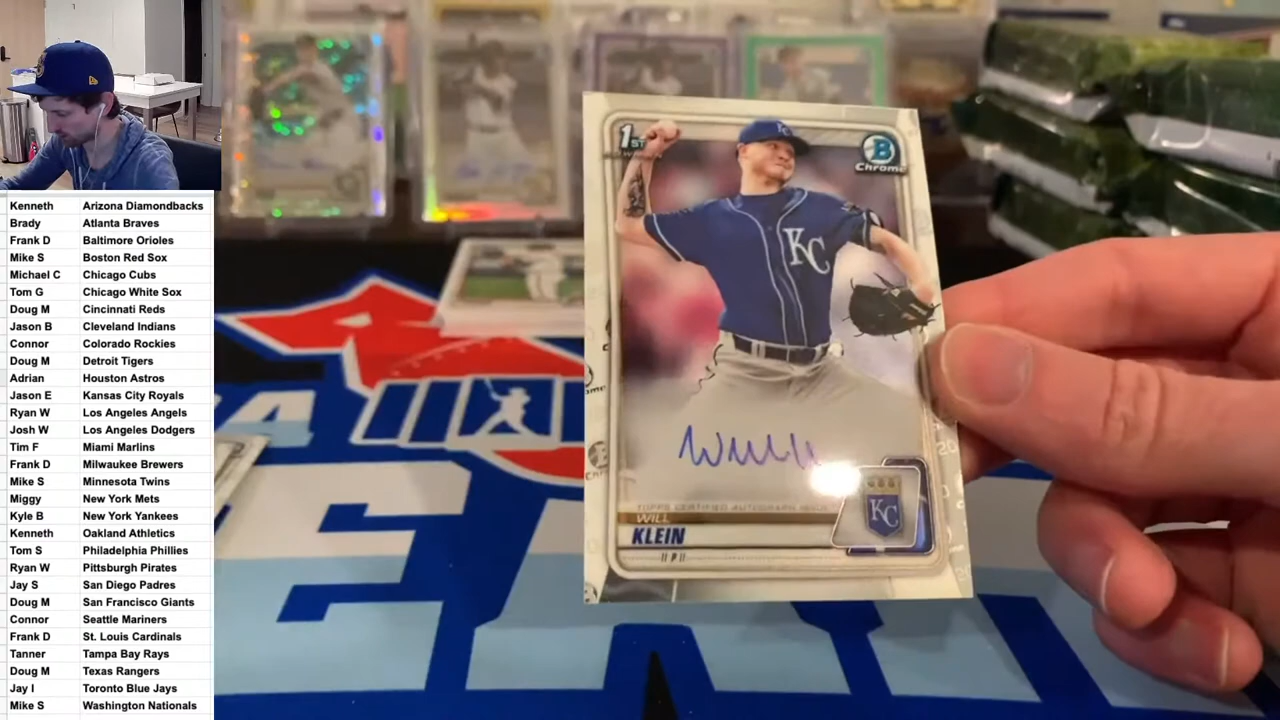 Kenneth Arizona Diamondbacks
Brady Atlanta Braves
Frank D Baltimore Orioles
Mike S Boston Red Sox
Michael C Chicago Cubs
Tom G Chicago White Sox
Doug M Cincinnati Reds
Jason B Cleveland Indians
Connor Colorado Rockies
Doug M Detroit Tigers
Adrian Houston Astros
Jason E Kansas City Royals
Ryan W Los Angeles Angels
Josh W Los Angeles Dodgers
Tim F Miami Marlins
Frank D Milwaukee Brewers
Mike S Minnesota Twins
Miggy New York Mets
Kyle B New York Yankees
Kenneth Oakland Athletics
Tom S Philadelphia Phillies
Ryan W Pittsburgh Pirates
Jay S San Diego Padres
Doug M San Francisco Giants
Connor Seattle Mariners
Frank D St. Louis Cardinals
Tanner Tampa Bay Rays
Doug M Texas Rangers
Jay I Toronto Blue Jays
Mike S Washington Nationals
1ST
B
Chrome
KC
KC
TOPPS CERTIFIED AUTOGRAPH ISSUE
WILL
KLEIN
P
KC